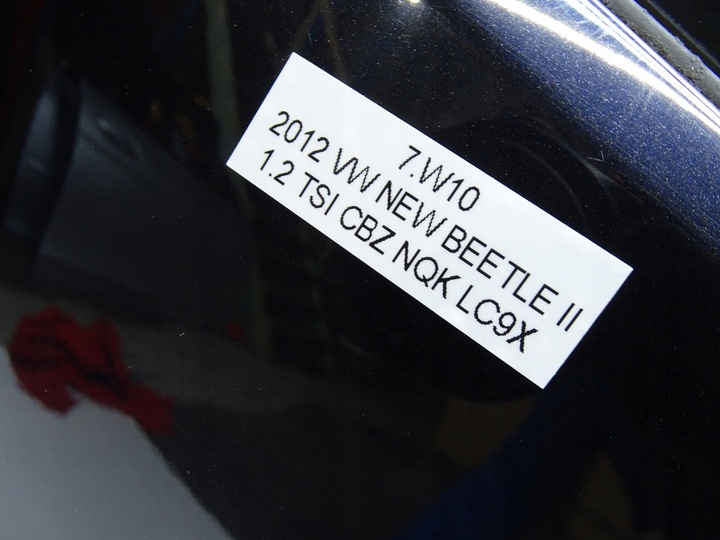 7.W10
2012 VW NEW BEETLE II
1.2 TSI CBZ NQK LC9X